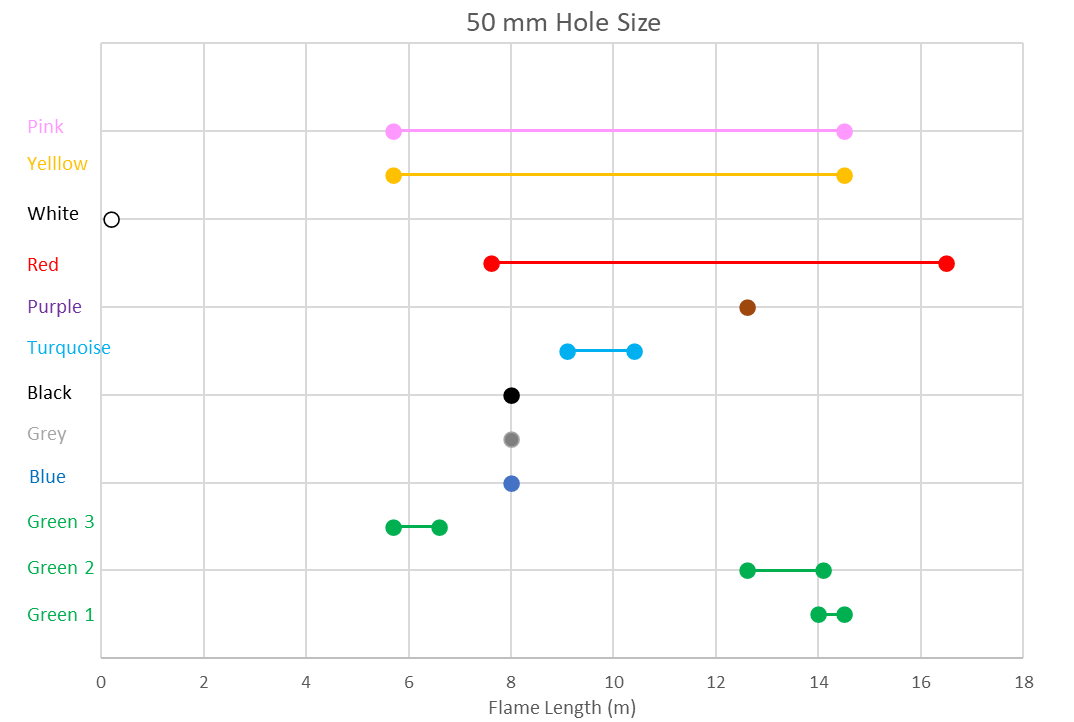 50 mm Hole Size
Pink
Yelllow
White
Red
Purple
Turquoise
Black
Grey
Blue
Green 3
Green 2
Green 1
0 2 4 6 8 10 12 14 16 18
Flame Length (m)